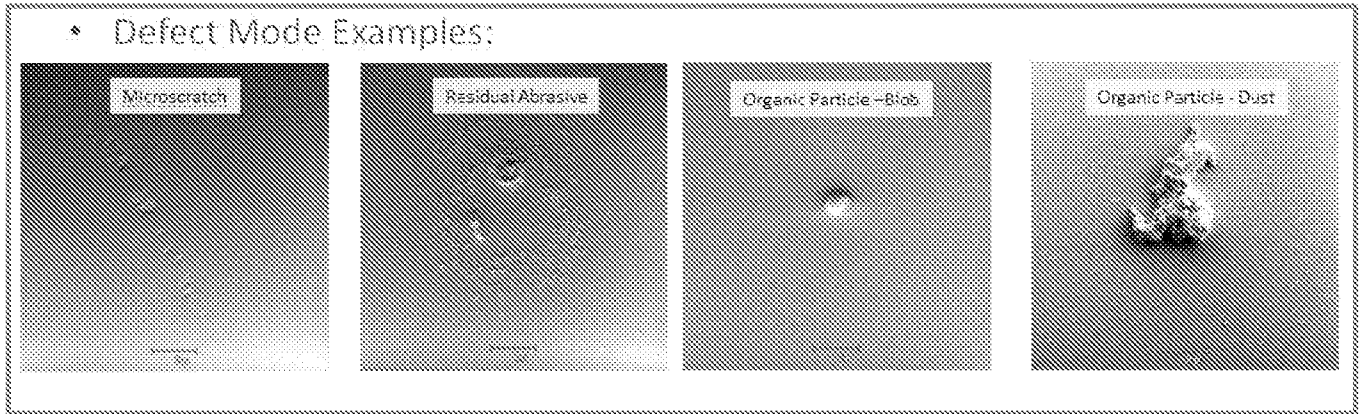 • Defect Mode Examples:
Microscratch
Residual Abrasive
Organic Particle –Blob
Organic Particle - Dust